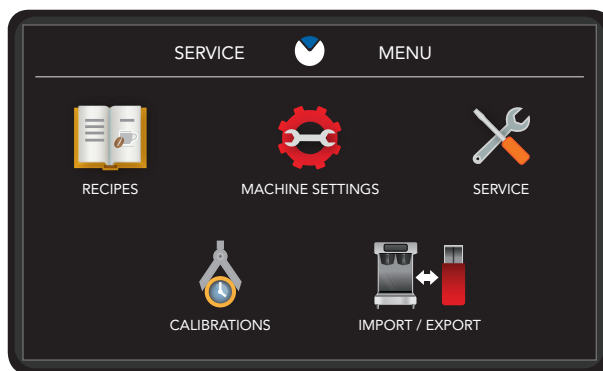 SERVICE MENU
RECIPES MACHINE SETTINGS SERVICE
CALIBRATIONS IMPORT / EXPORT